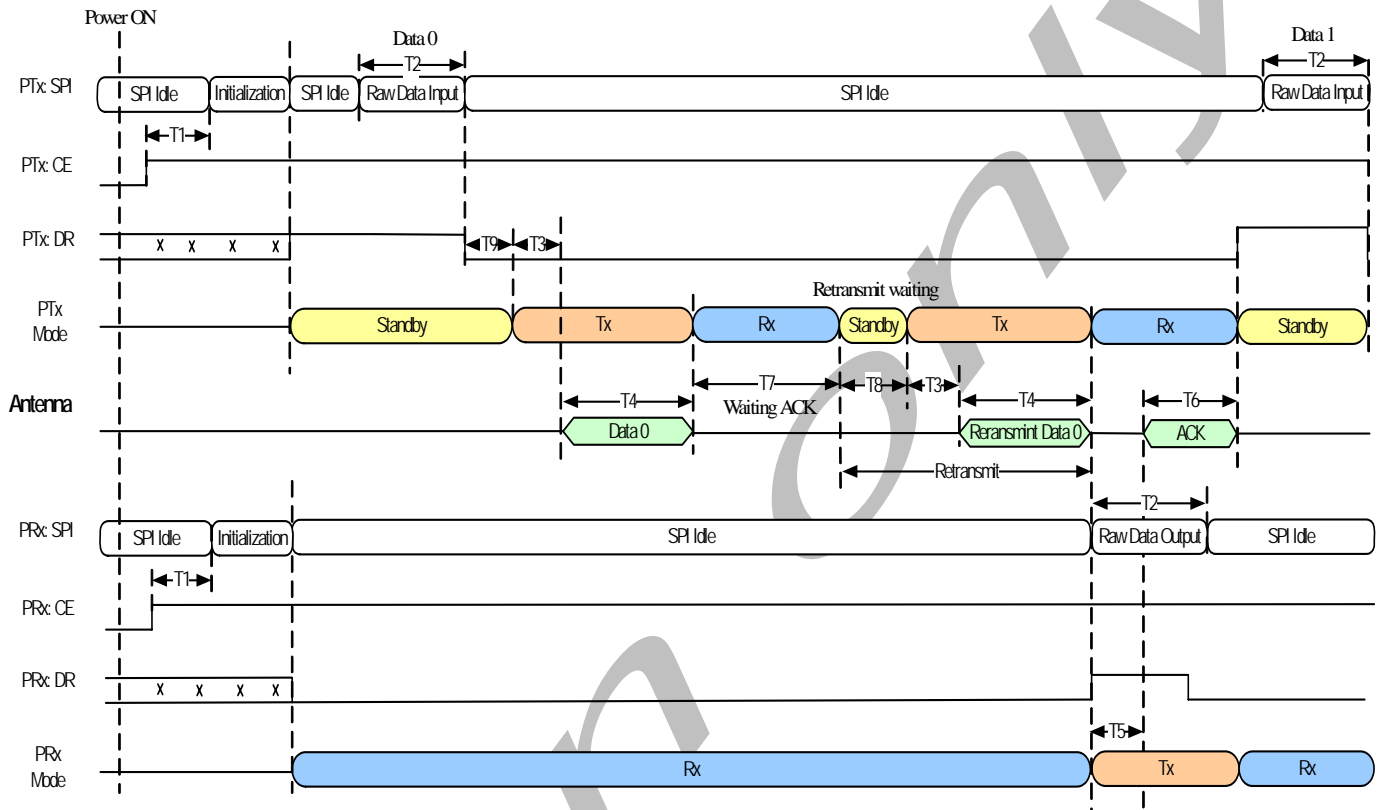 Power ON
Data 0
Data 1
T2
T2
PTx: SPI
SPI Idle
Initialization
SPI Idle
Raw Data Input
SPI Idle
Raw Data Input
T1
PTx: CE
PTx: DR
X X X X
T9
T3
Retransmit waiting
PTx
Mode
Standby
Tx
Rx
Standby
Tx
Rx
Standby
T7
T8
T3
Antenna
T4
Waiting ACK
T4
T6
Data 0
Reransmint Data 0
ACK
Retransmit
T2
PRx: SPI
SPI Idle
Initialization
SPI Idle
Raw Data Output
SPI Idle
T1
PRx: CE
PRx: DR
X X X X
T5
PRx
Mode
Rx
Tx
Rx
only